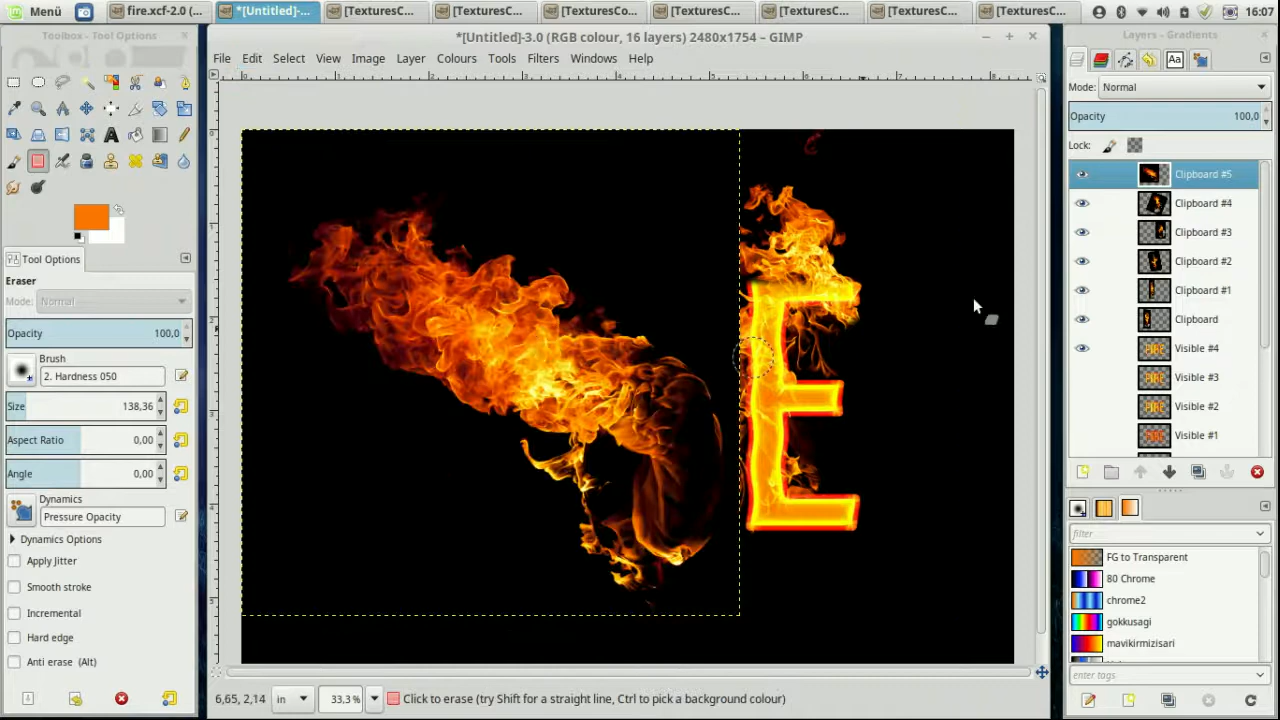 Menü
fire.xcf-2.0 (...
*[Untitled]-...
[TexturesC...
[TexturesC...
[TexturesCo...
[TexturesC...
[TexturesC...
[TexturesC...
[TexturesC...
16:07
Toolbox - Tool Options
*[Untitled]-3.0 (RGB colour, 16 layers) 2480x1754 – GIMP
Layers - Gradients
File Edit Select View Image Layer Colours Tools Filters Windows Help
Mode: Normal
Opacity 100,0
Lock:
Clipboard #5
Clipboard #4
Clipboard #3
Clipboard #2
Clipboard #1
Clipboard
Visible #4
Visible #3
Visible #2
Visible #1
Tool Options
Eraser
Mode: Normal
Opacity 100,0
Brush
2. Hardness 050
Size 138,36
Aspect Ratio 0,00
Angle 0,00
Dynamics
Pressure Opacity
Dynamics Options
Apply Jitter
Smooth stroke
Incremental
Hard edge
Anti erase (Alt)
E
filter
FG to Transparent
80 Chrome
chrome2
gokkusagi
mavikirmizisari
enter tags
6,65, 2,14 in 33,3 % Click to erase (try Shift for a straight line, Ctrl to pick a background colour)